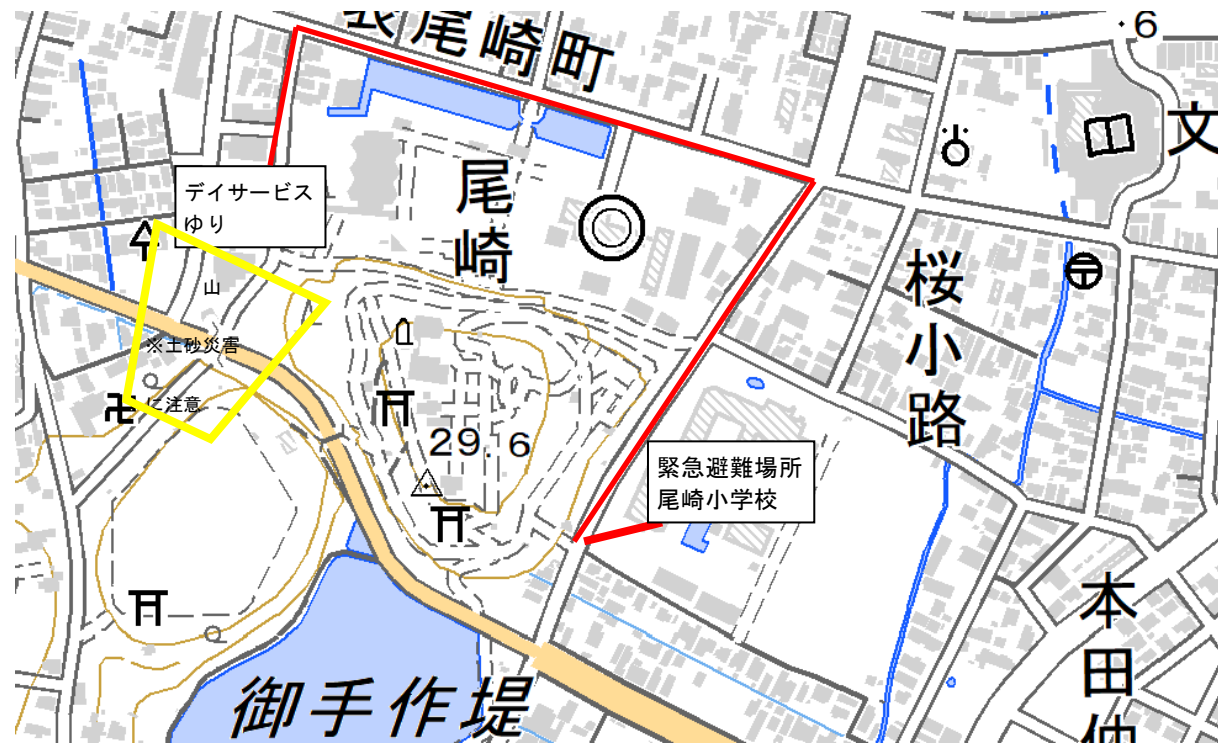 長尾崎町
6
文
デイサービス
ゆり
尾崎
山
桜小路
※土砂災害
に注意
29.6
緊急避難場所
尾崎小学校
御手作堤
本田仲